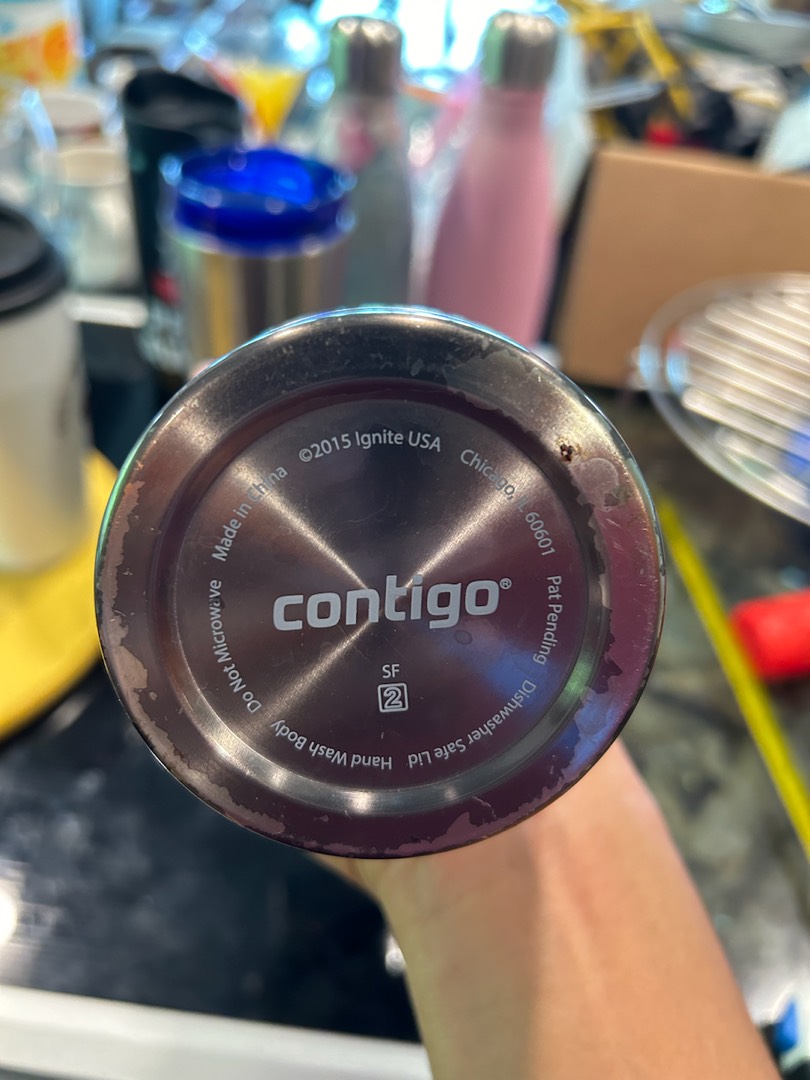 ©2015 Ignite USA
Chicago, IL 60601
Pat Pending
Dishwasher Safe Lid
Hand Wash Body
Do Not Microwave
Made in China
contigo®
SF
2